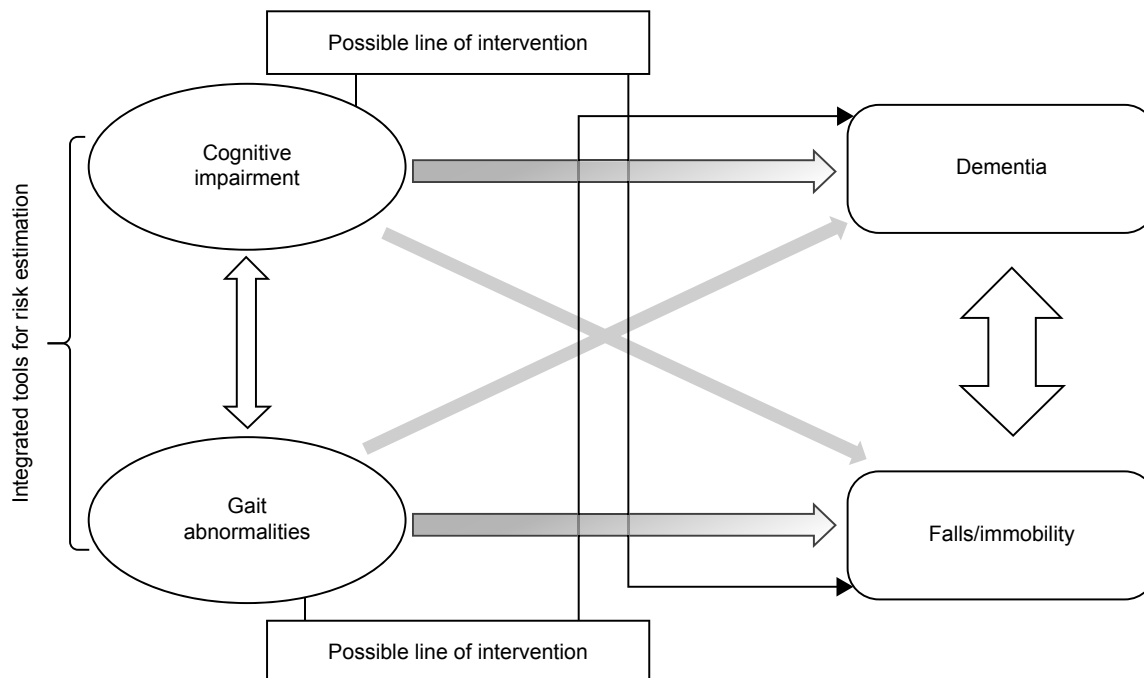 Possible line of intervention
Cognitive
impairment
Dementia
Integrated tools for risk estimation
Gait
abnormalities
Falls/immobility
Possible line of intervention